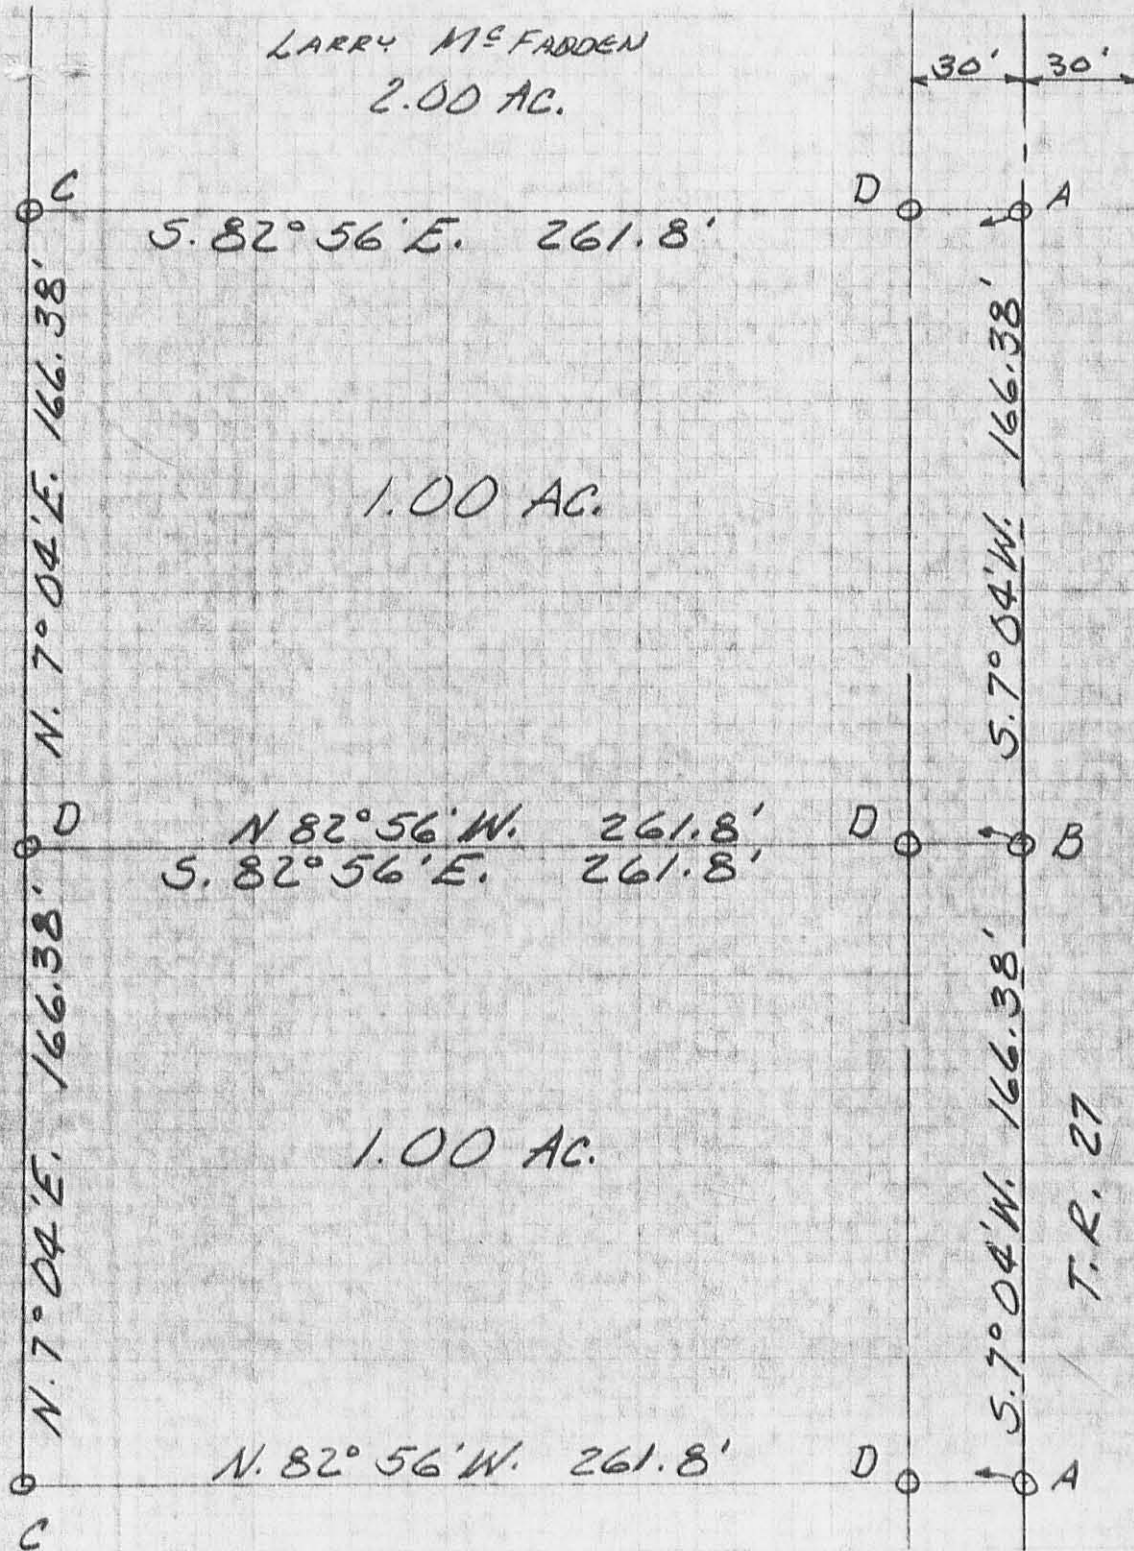 LARRY McFADDEN
2.00 AC.
30' 30'
C D A
S. 82° 56' E. 261.8'
N. 7° 04' E. 166.38'
1.00 AC.
S. 7° 04' W. 166.38'
D N 82° 56' W. 261.8' D B
S. 82° 56' E. 261.8'
N. 7° 04' E. 166.38'
1.00 AC.
S. 7° 04' W. 166.38'
T.R. 27
N. 82° 56' W. 261.8' D A
C